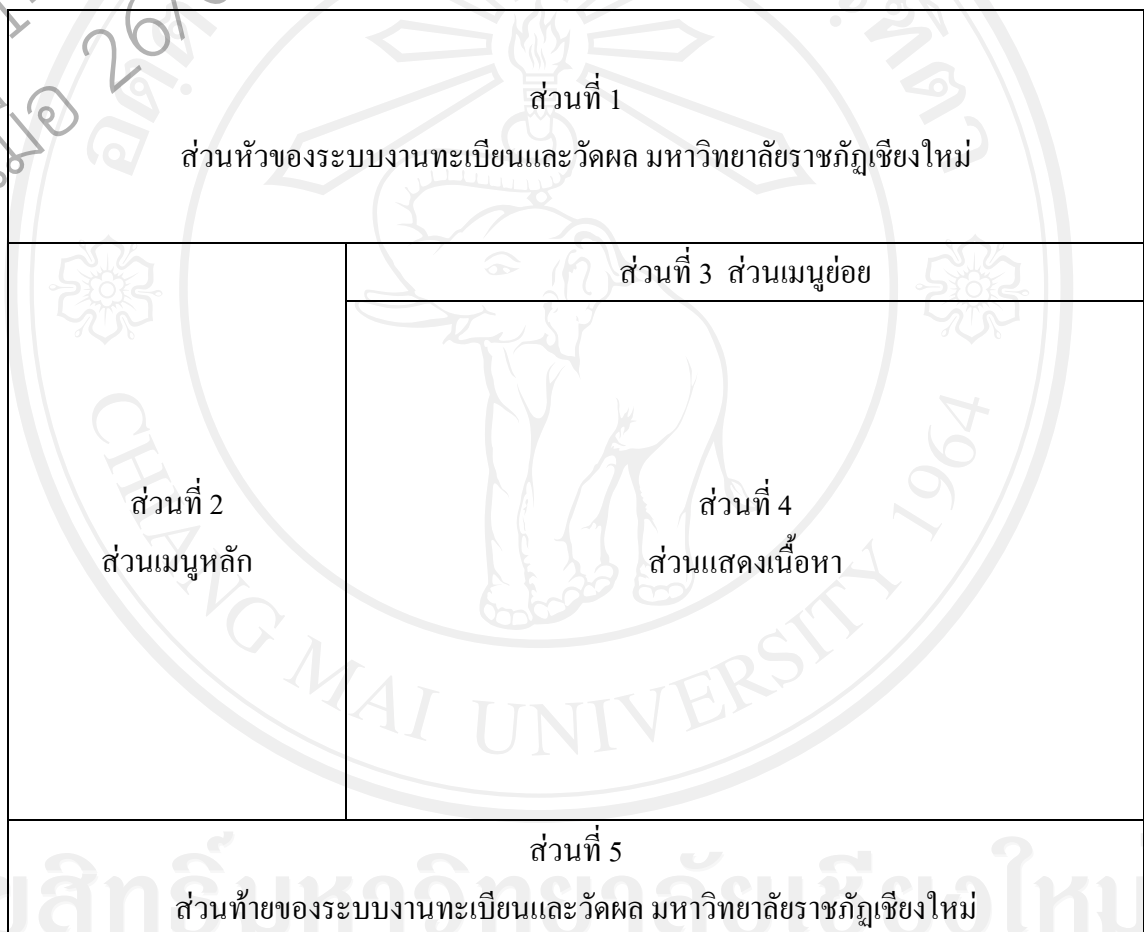 ส่วนที่ 1
ส่วนหัวของระบบงานทะเบียนและวัดผล มหาวิทยาลัยราชภัฏเชียงใหม่
ส่วนที่ 3 ส่วนเมนูย่อย
ส่วนที่ 2
ส่วนเมนูหลัก
ส่วนที่ 4
ส่วนแสดงเนื้อหา
CHIANG MAI UNIVERSITY 1964
ส่วนที่ 5
ส่วนท้ายของระบบงานทะเบียนและวัดผล มหาวิทยาลัยราชภัฏเชียงใหม่